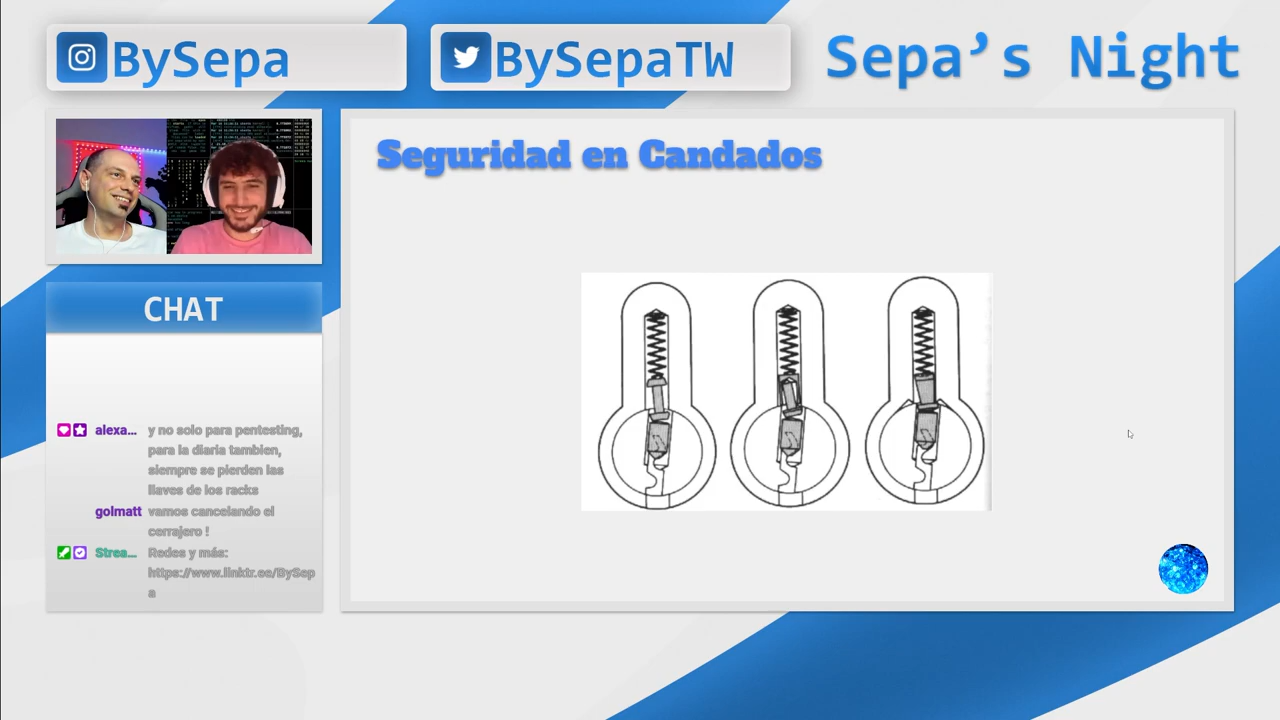 BySepa
BySepaTW
Sepa's Night
Seguridad en Candados
CHAT
alexa... y no solo para pentesting,
para la diaria tambien,
siempre se pierden las
llaves de los racks
golmatt vamos cancelando el
cerrajero !
Strea... Redes y más:
https://www.linktr.ee/BySep
a